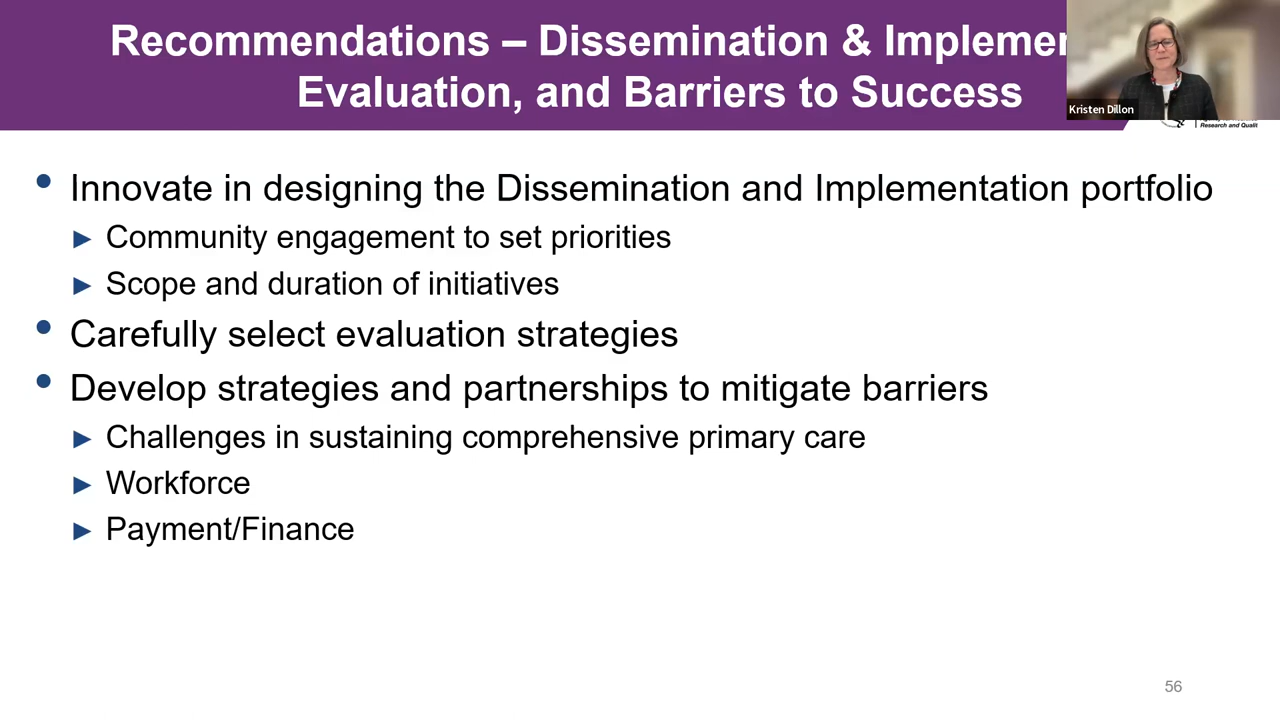 Recommendations – Dissemination & Implemen
Evaluation, and Barriers to Success
Kristen Dillon
Research and Qualit
• Innovate in designing the Dissemination and Implementation portfolio
► Community engagement to set priorities
► Scope and duration of initiatives
• Carefully select evaluation strategies
• Develop strategies and partnerships to mitigate barriers
► Challenges in sustaining comprehensive primary care
► Workforce
► Payment/Finance
56